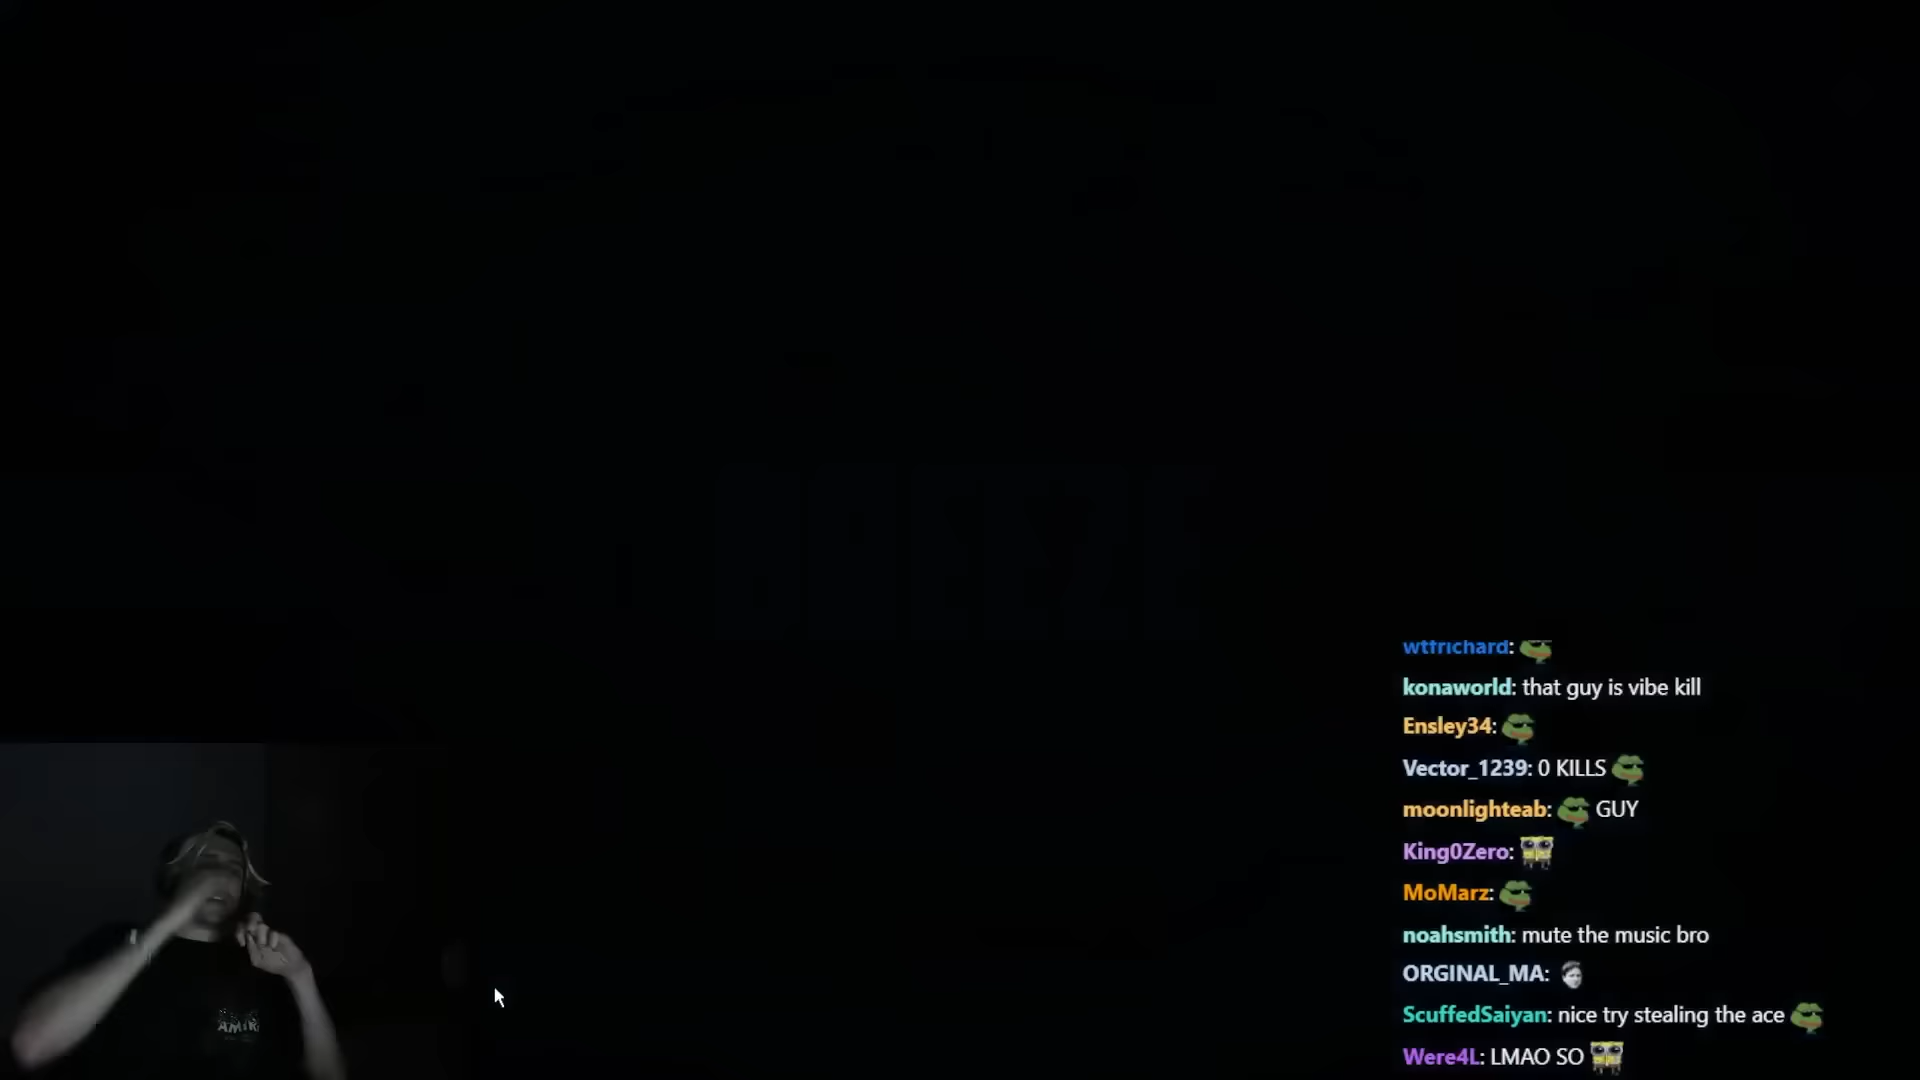 wtfrichard:
konaworld: that guy is vibe kill
Ensley34:
Vector_1239: 0 KILLS
moonlighteab: GUY
King0Zero:
MoMarz:
noahsmith: mute the music bro
ORGINAL_MA:
ScuffedSaiyan: nice try stealing the ace
Were4L: LMAO SO
AMIRI